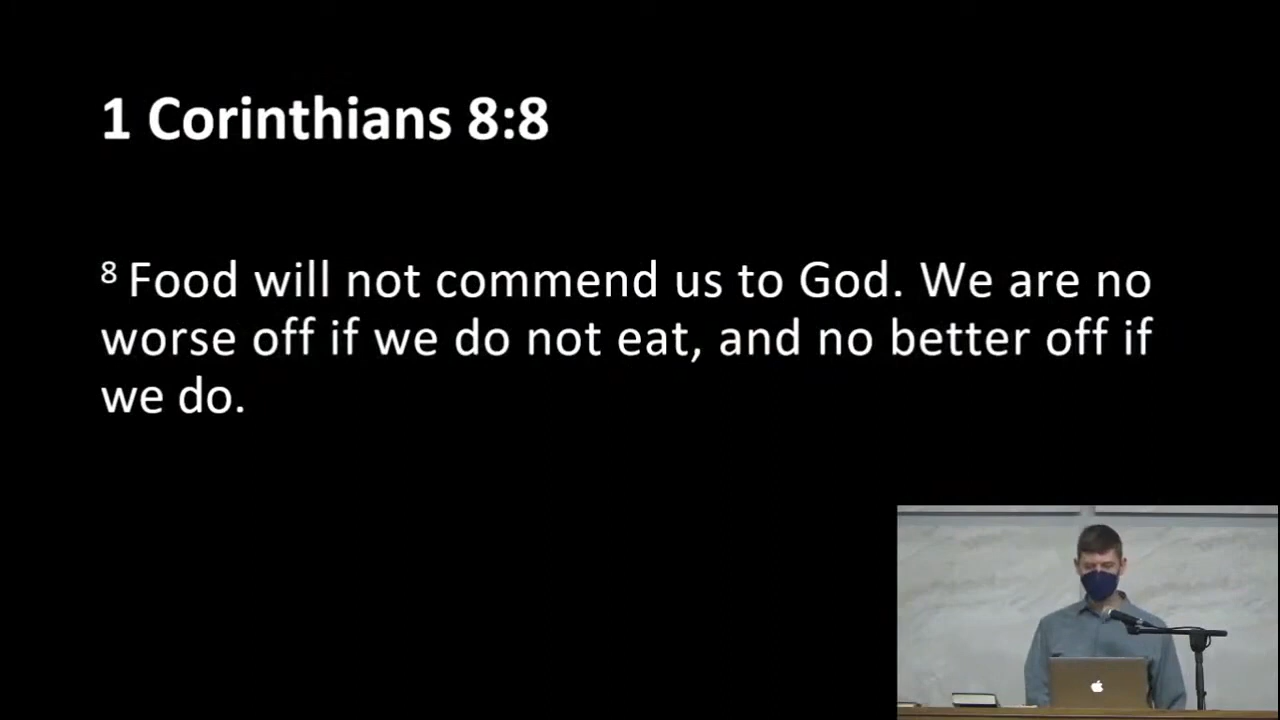 1 Corinthians 8:8
8 Food will not commend us to God. We are no
worse off if we do not eat, and no better off if
we do.